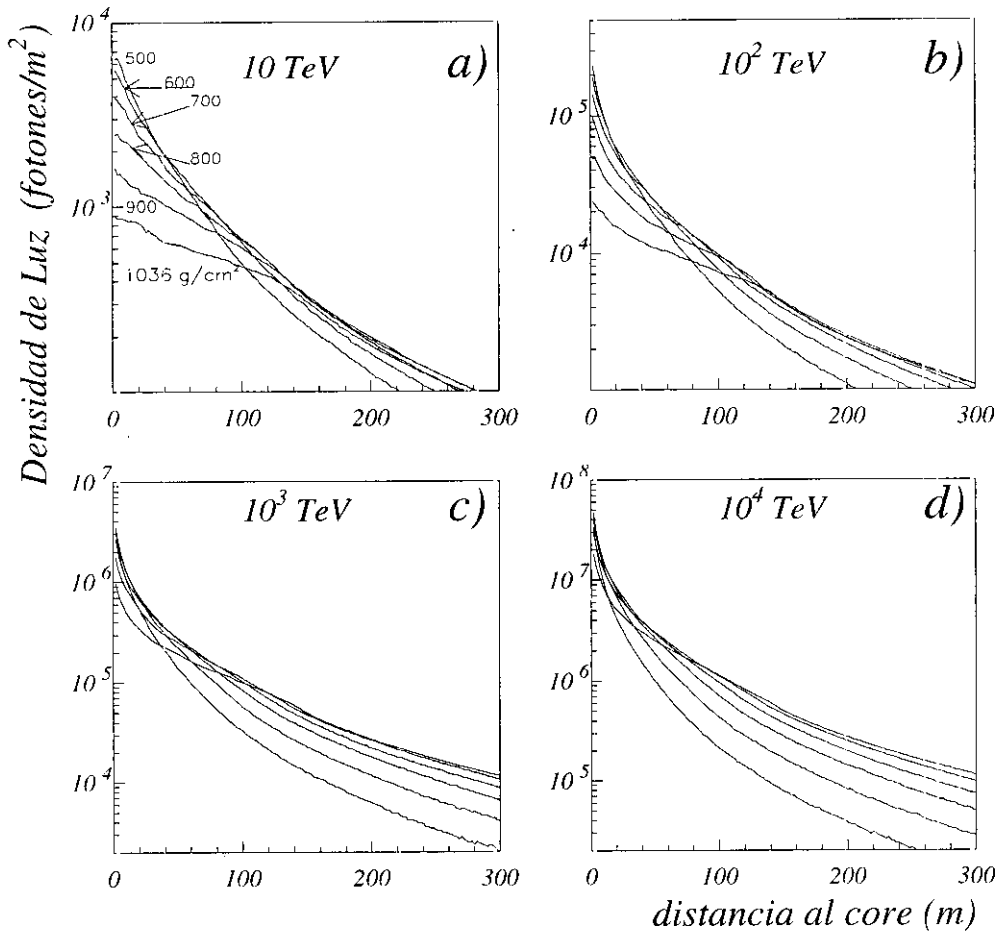 Densidad de Luz (fotones/m²)
10⁴
10³
500
600
700
800
900
1036 g/cm²
10 TeV
a)
0 100 200 300
10⁵
10⁴
10² TeV
b)
0 100 200 300
10⁷
10⁶
10⁵
10⁴
10³ TeV
c)
0 100 200 300
10⁸
10⁷
10⁶
10⁵
10⁴ TeV
d)
0 100 200 300
distancia al core (m)